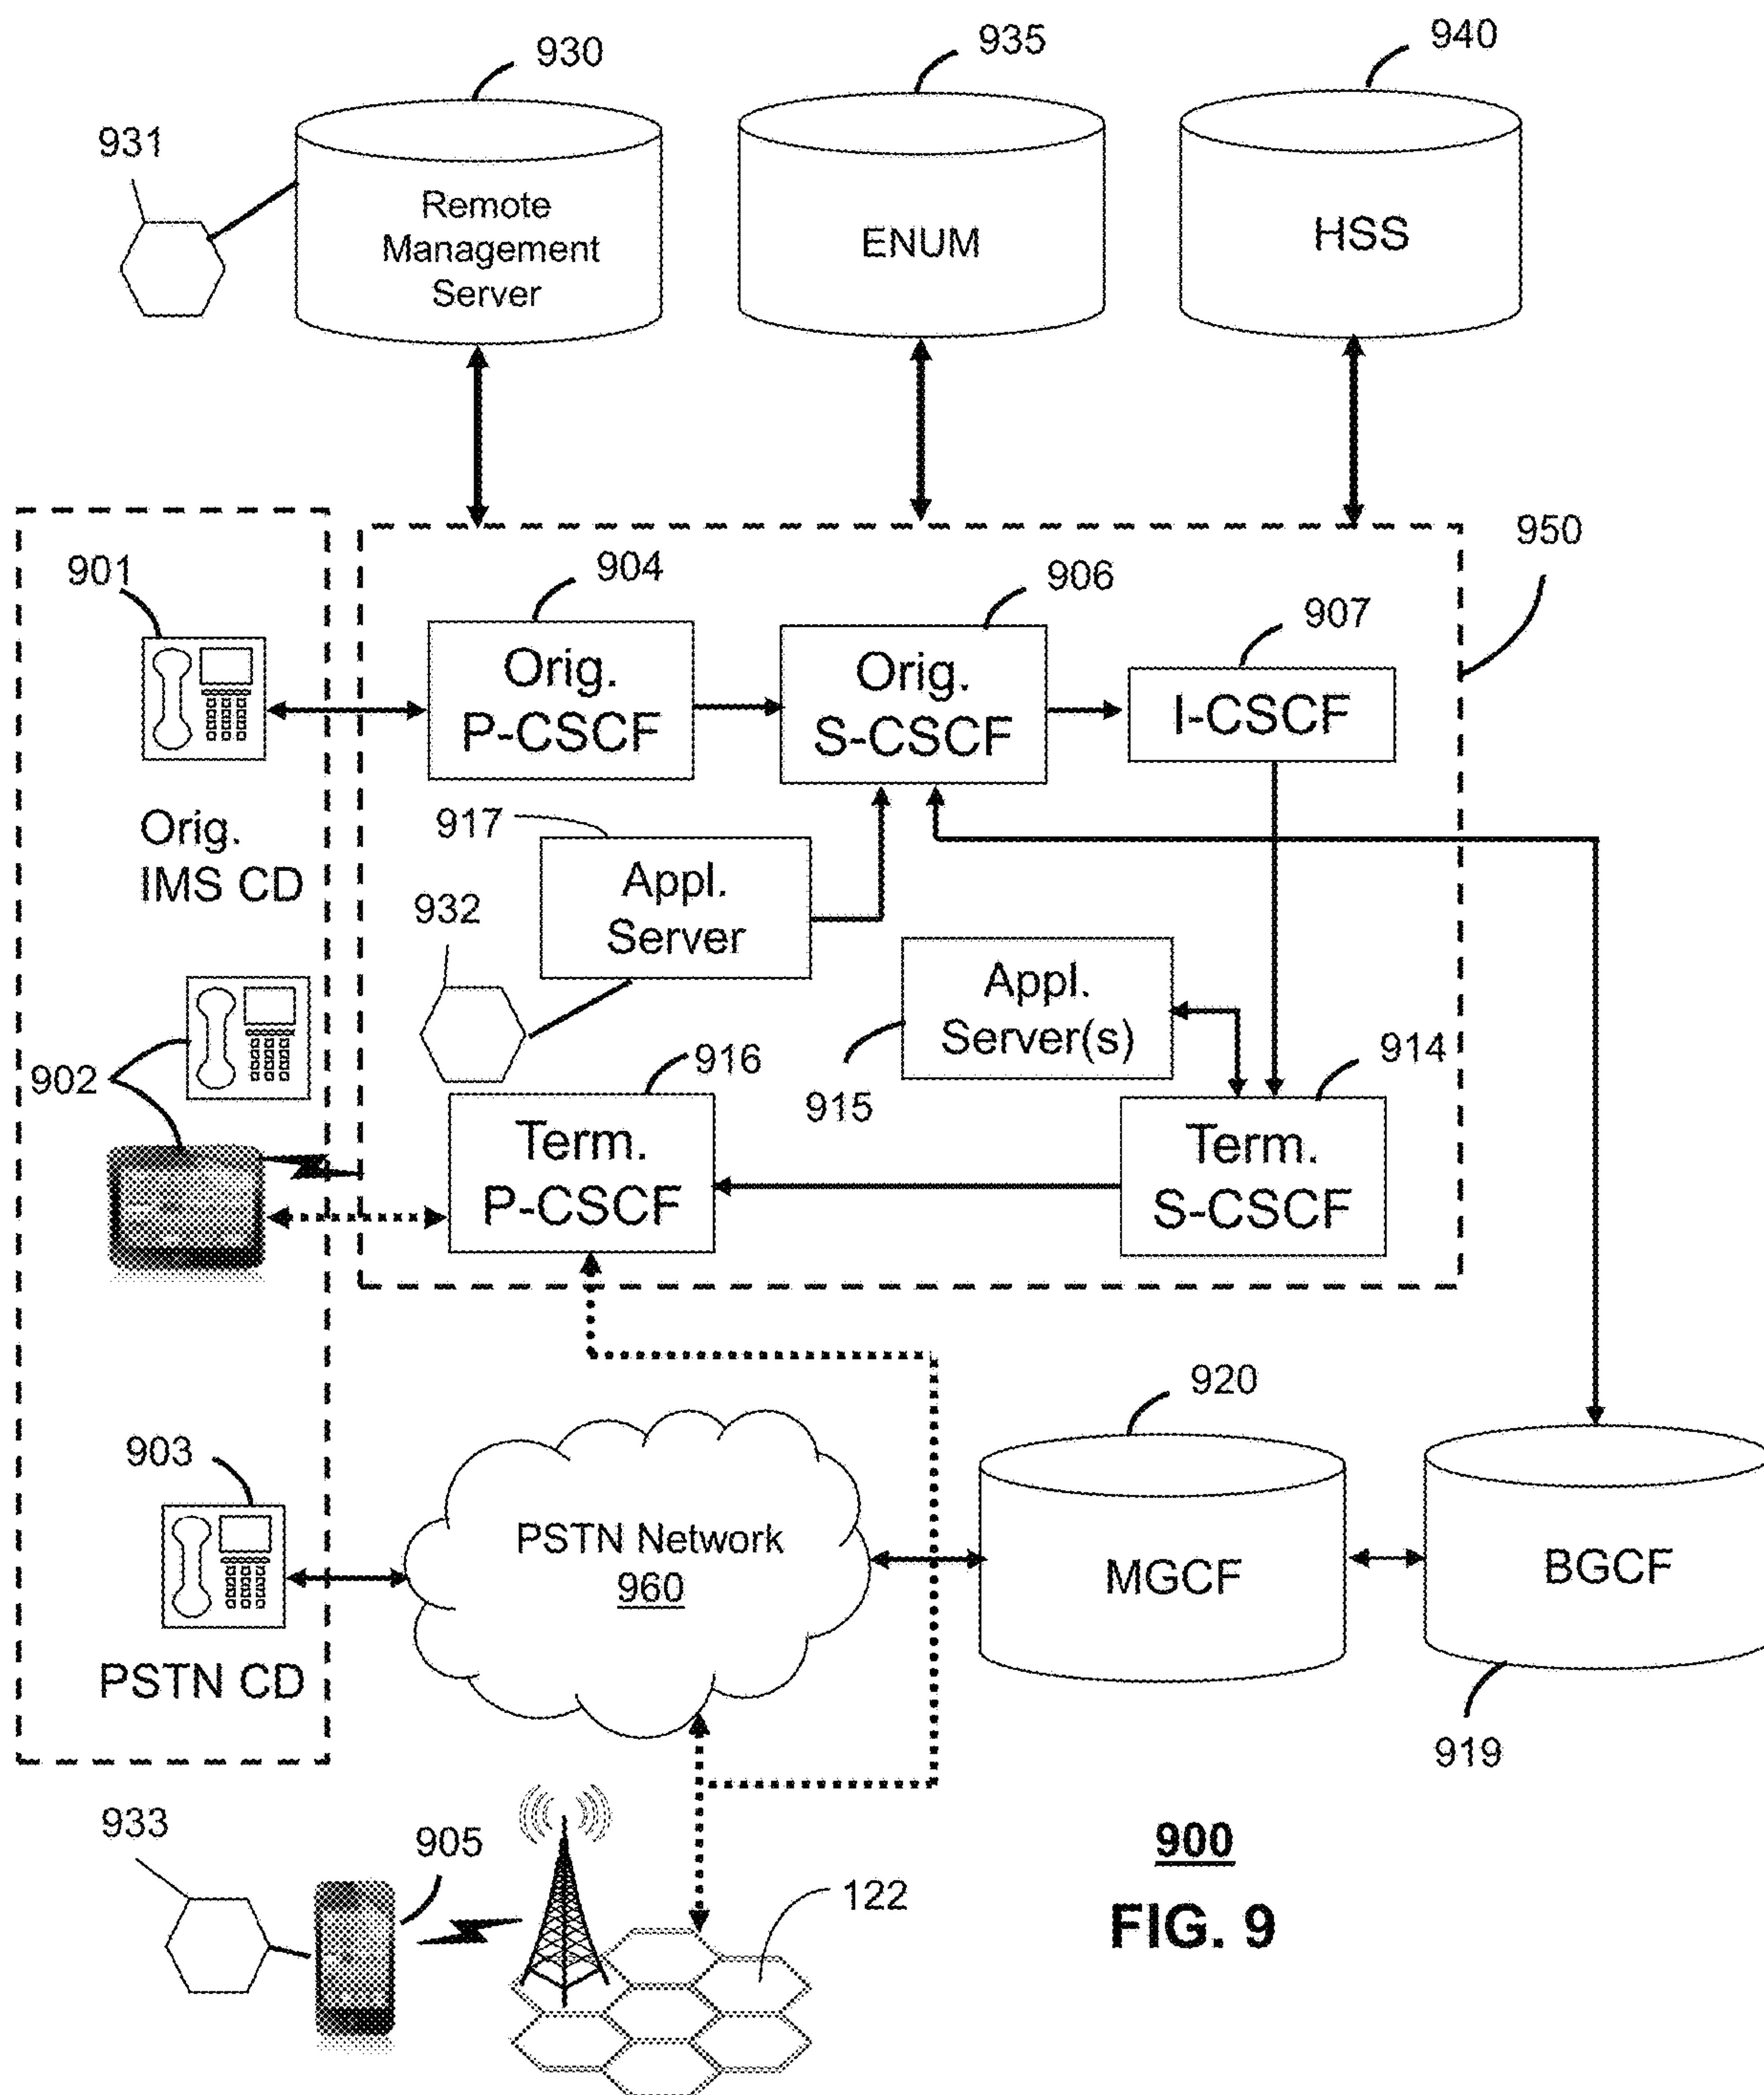 930
935
940
931
Remote
Management
Server
ENUM
HSS
950
901
904
906
907
Orig.
P-CSCF
Orig.
S-CSCF
I-CSCF
Orig.
IMS CD
917
Appl.
Server
932
Appl.
Server(s)
902
916
915
914
Term.
P-CSCF
Term.
S-CSCF
920
903
PSTN Network
960
MGCF
BGCF
PSTN CD
919
933
905
122
900
FIG. 9